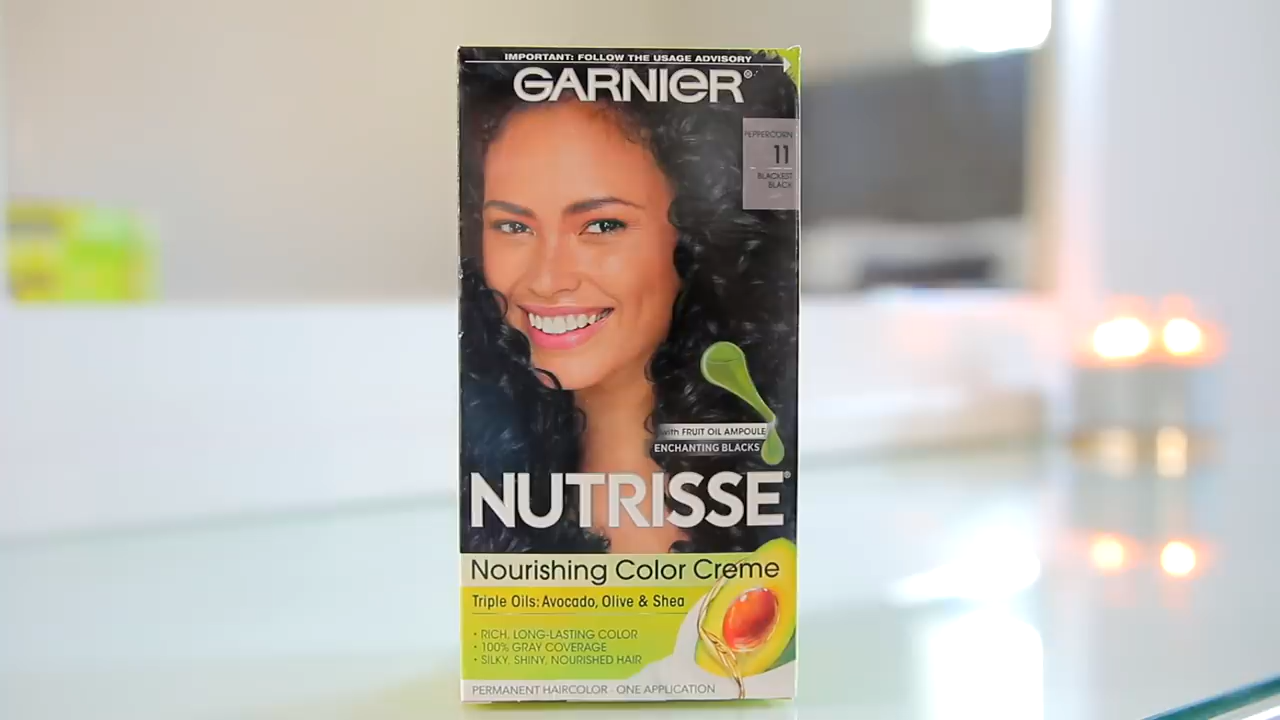 IMPORTANT: FOLLOW THE USAGE ADVISORY
GARNIER®
PEPPERCORN
11
BLACKEST
BLACK
with FRUIT OIL AMPOULE
ENCHANTING BLACKS
NUTRISSE®
Nourishing Color Creme
Triple Oils: Avocado, Olive & Shea
• RICH, LONG-LASTING COLOR
• 100% GRAY COVERAGE
• SILKY, SHINY, NOURISHED HAIR
PERMANENT HAIRCOLOR · ONE APPLICATION